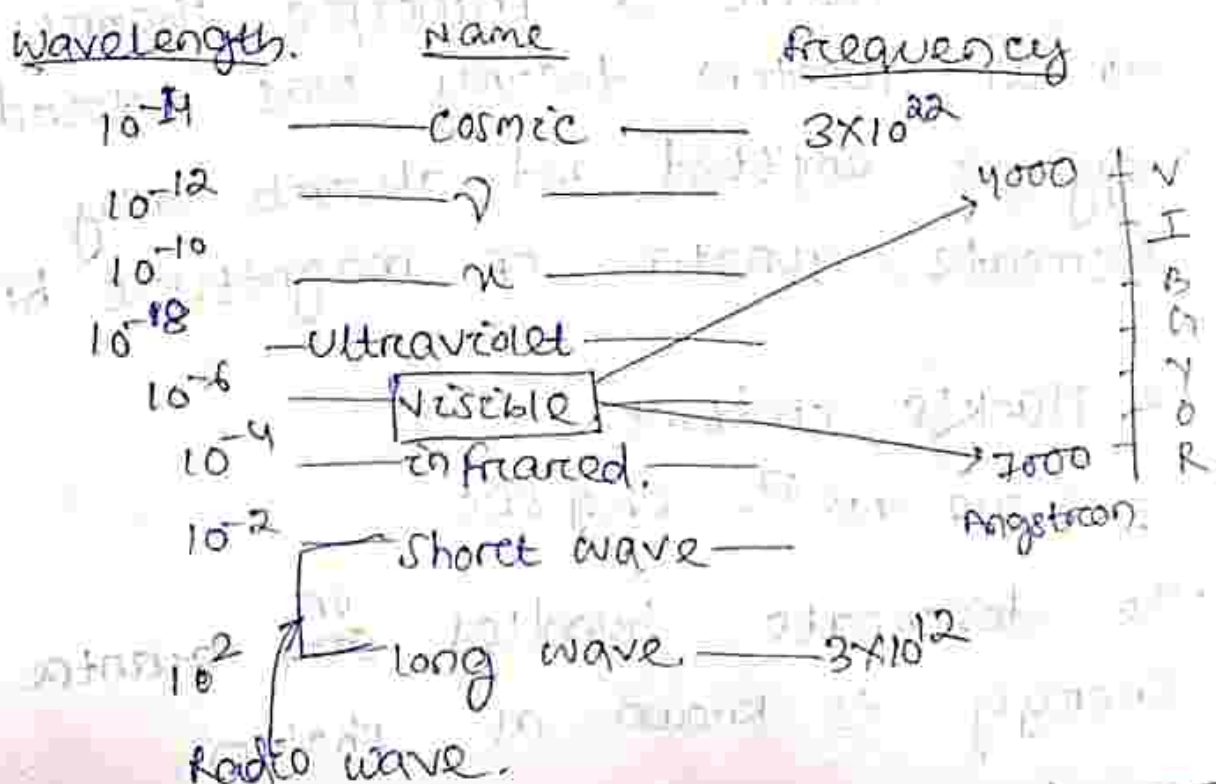 Wavelength. Name frequency
10⁻¹⁴ cosmic 3×10²²
10⁻¹² γ
10⁻¹⁰ x
10⁻¹8 Ultraviolet
10⁻⁶ Visible
10⁻⁴ infrared.
10⁻² Short wave
10² long wave. 3×10¹²
Radio wave.
4000 V
I
B
G
Y
O
7000 R
Angstrom.